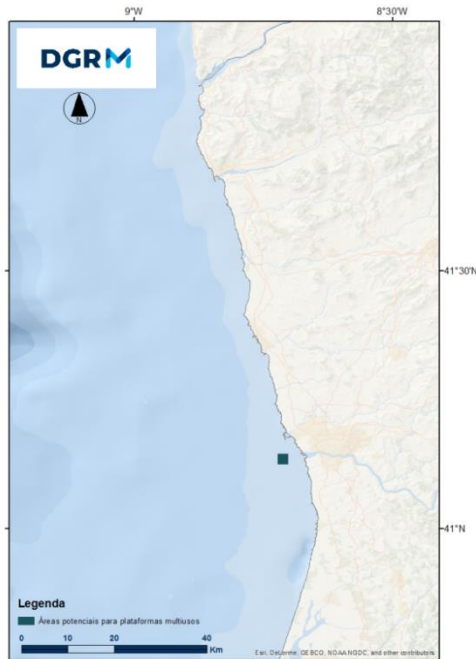 9°W
8°30'W
DGRM
N
41°30'N
41°N
Legenda
Áreas potenciais para plataformas multiusos
0 10 20 40
Km
Esri, DeLorme, GEBCO, NOAA NGDC, and other contributors